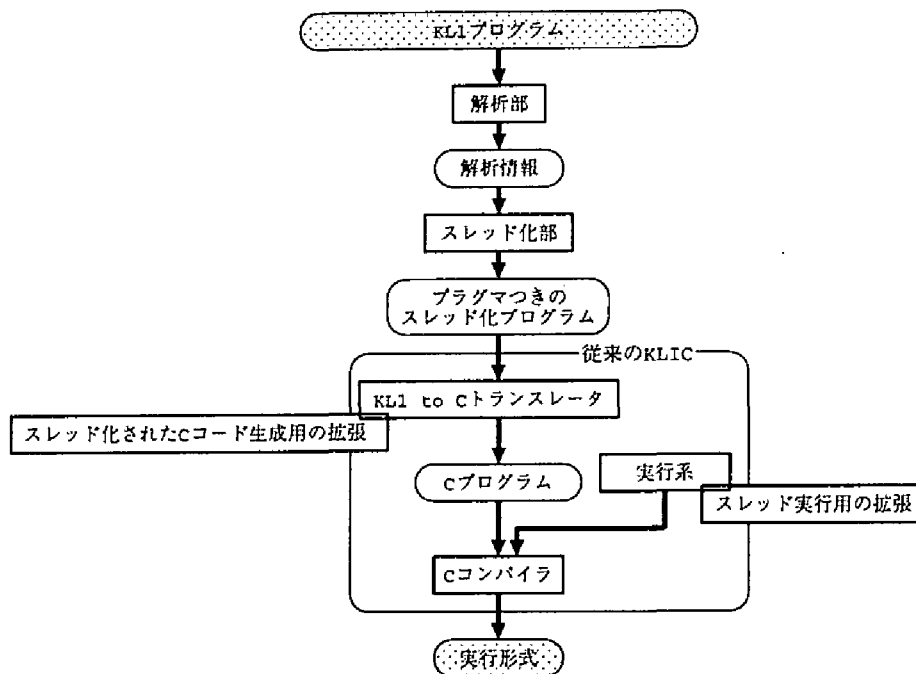 KL1プログラム
解析部
解析情報
スレッド化部
プラグマつきの
スレッド化プログラム
従来のKLIC
KL1 to Cトランスレータ
スレッド化されたCコード生成用の拡張
Cプログラム
実行系
スレッド実行用の拡張
Cコンパイラ
実行形式